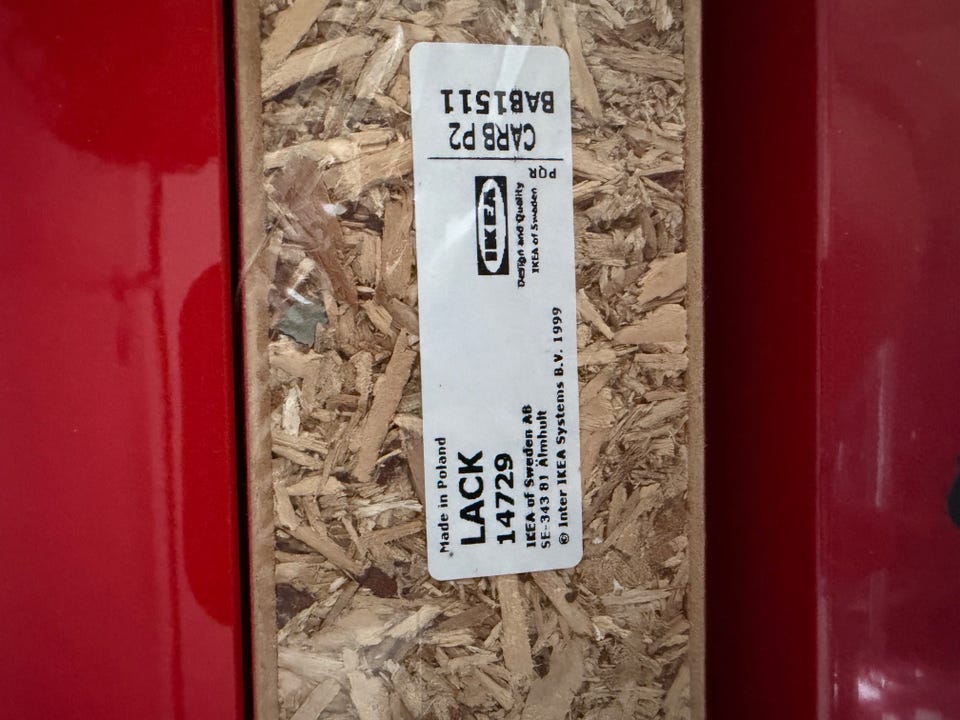 Made in Poland
LACK
14729
IKEA of Sweden AB
SE-343 81 Älmhult
© Inter IKEA Systems B.V. 1999
IKEA
Design and Quality
IKEA of Sweden
PQR
CARB P2
BAB1511